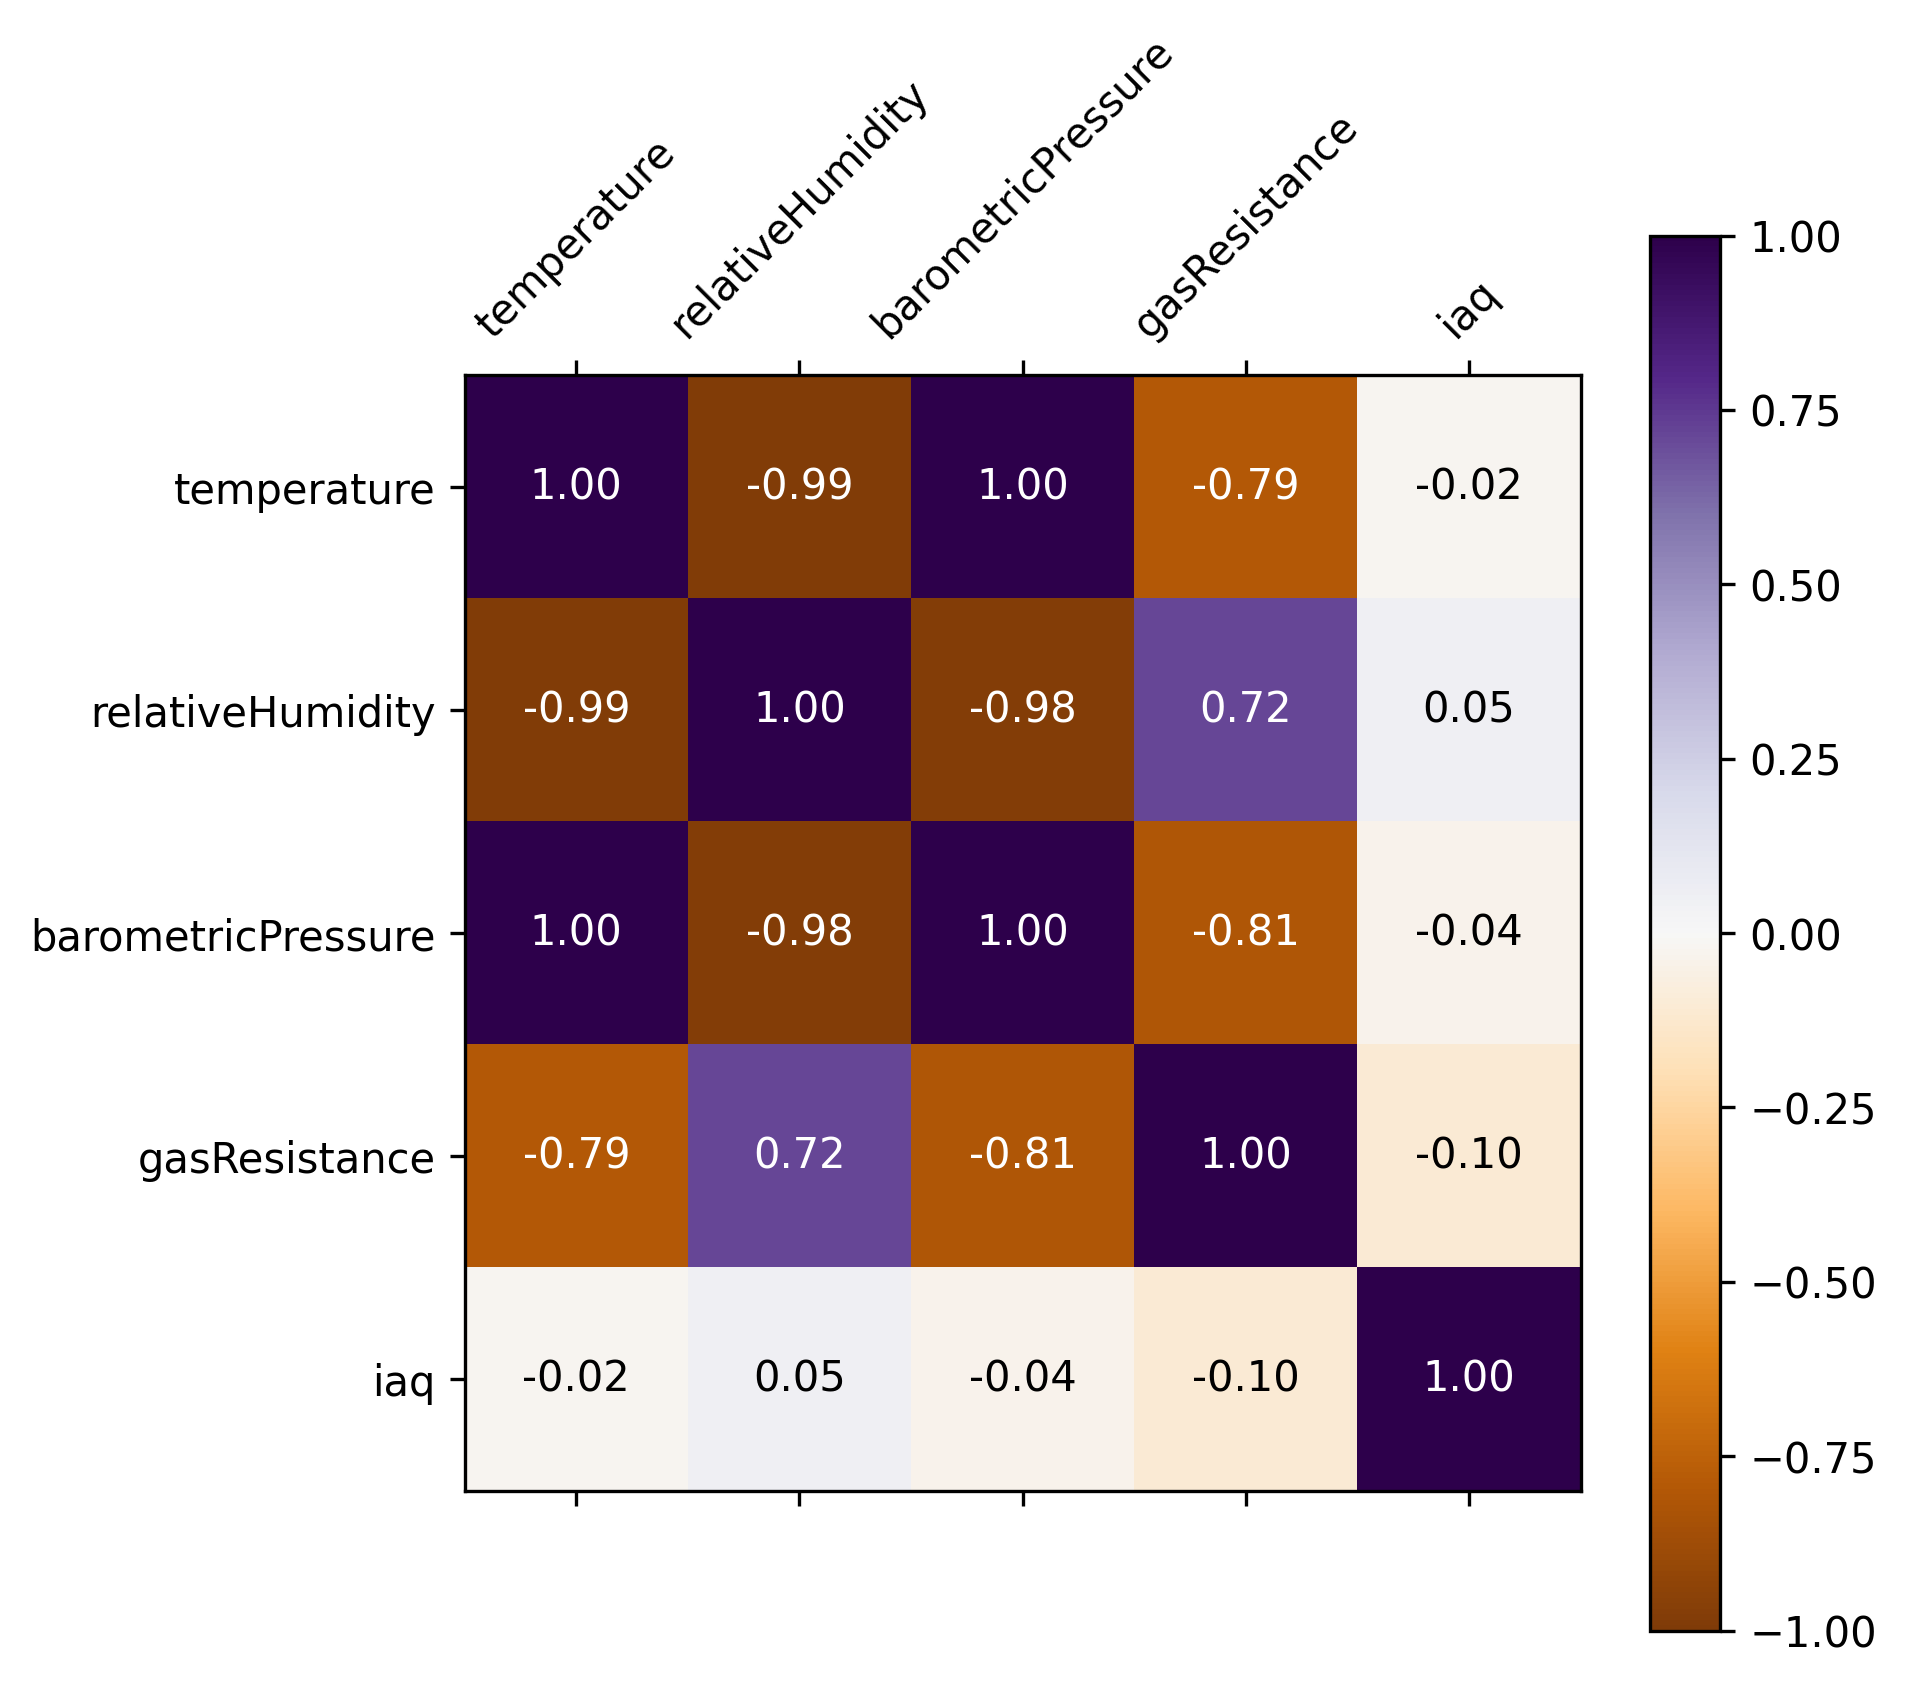 temperature
relativeHumidity
barometricPressure
gasResistance
iaq
temperature 1.00 -0.99 1.00 -0.79 -0.02
relativeHumidity -0.99 1.00 -0.98 0.72 0.05
barometricPressure 1.00 -0.98 1.00 -0.81 -0.04
gasResistance -0.79 0.72 -0.81 1.00 -0.10
iaq -0.02 0.05 -0.04 -0.10 1.00
1.00
0.75
0.50
0.25
0.00
−0.25
−0.50
−0.75
−1.00